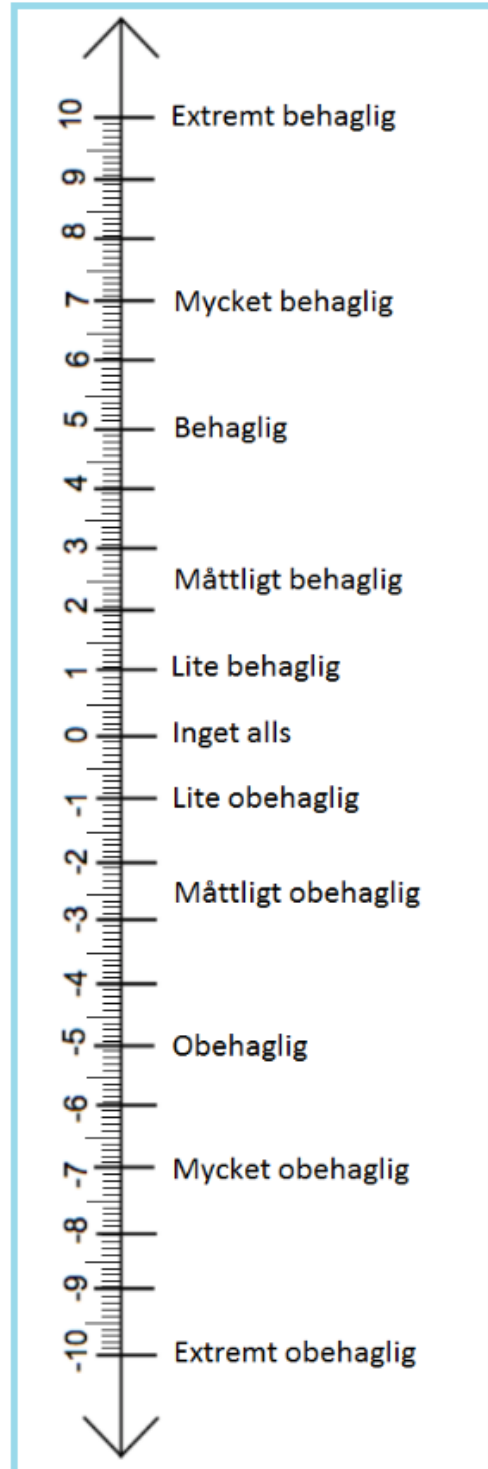 10 Extremt behaglig
9
8
7 Mycket behaglig
6
5 Behaglig
4
3
Måttligt behaglig
2
1 Lite behaglig
0 Inget alls
-1 Lite obehaglig
-2
Måttligt obehaglig
-3
-4
-5 Obehaglig
-6
-7 Mycket obehaglig
-8
-9
-10 Extremt obehaglig